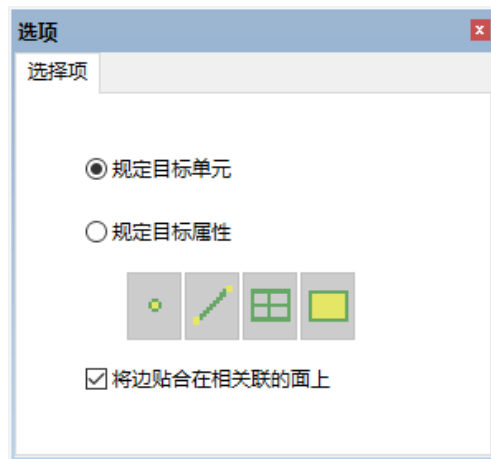 选项
选择项
规定目标单元
规定目标属性
将边贴合在相关联的面上